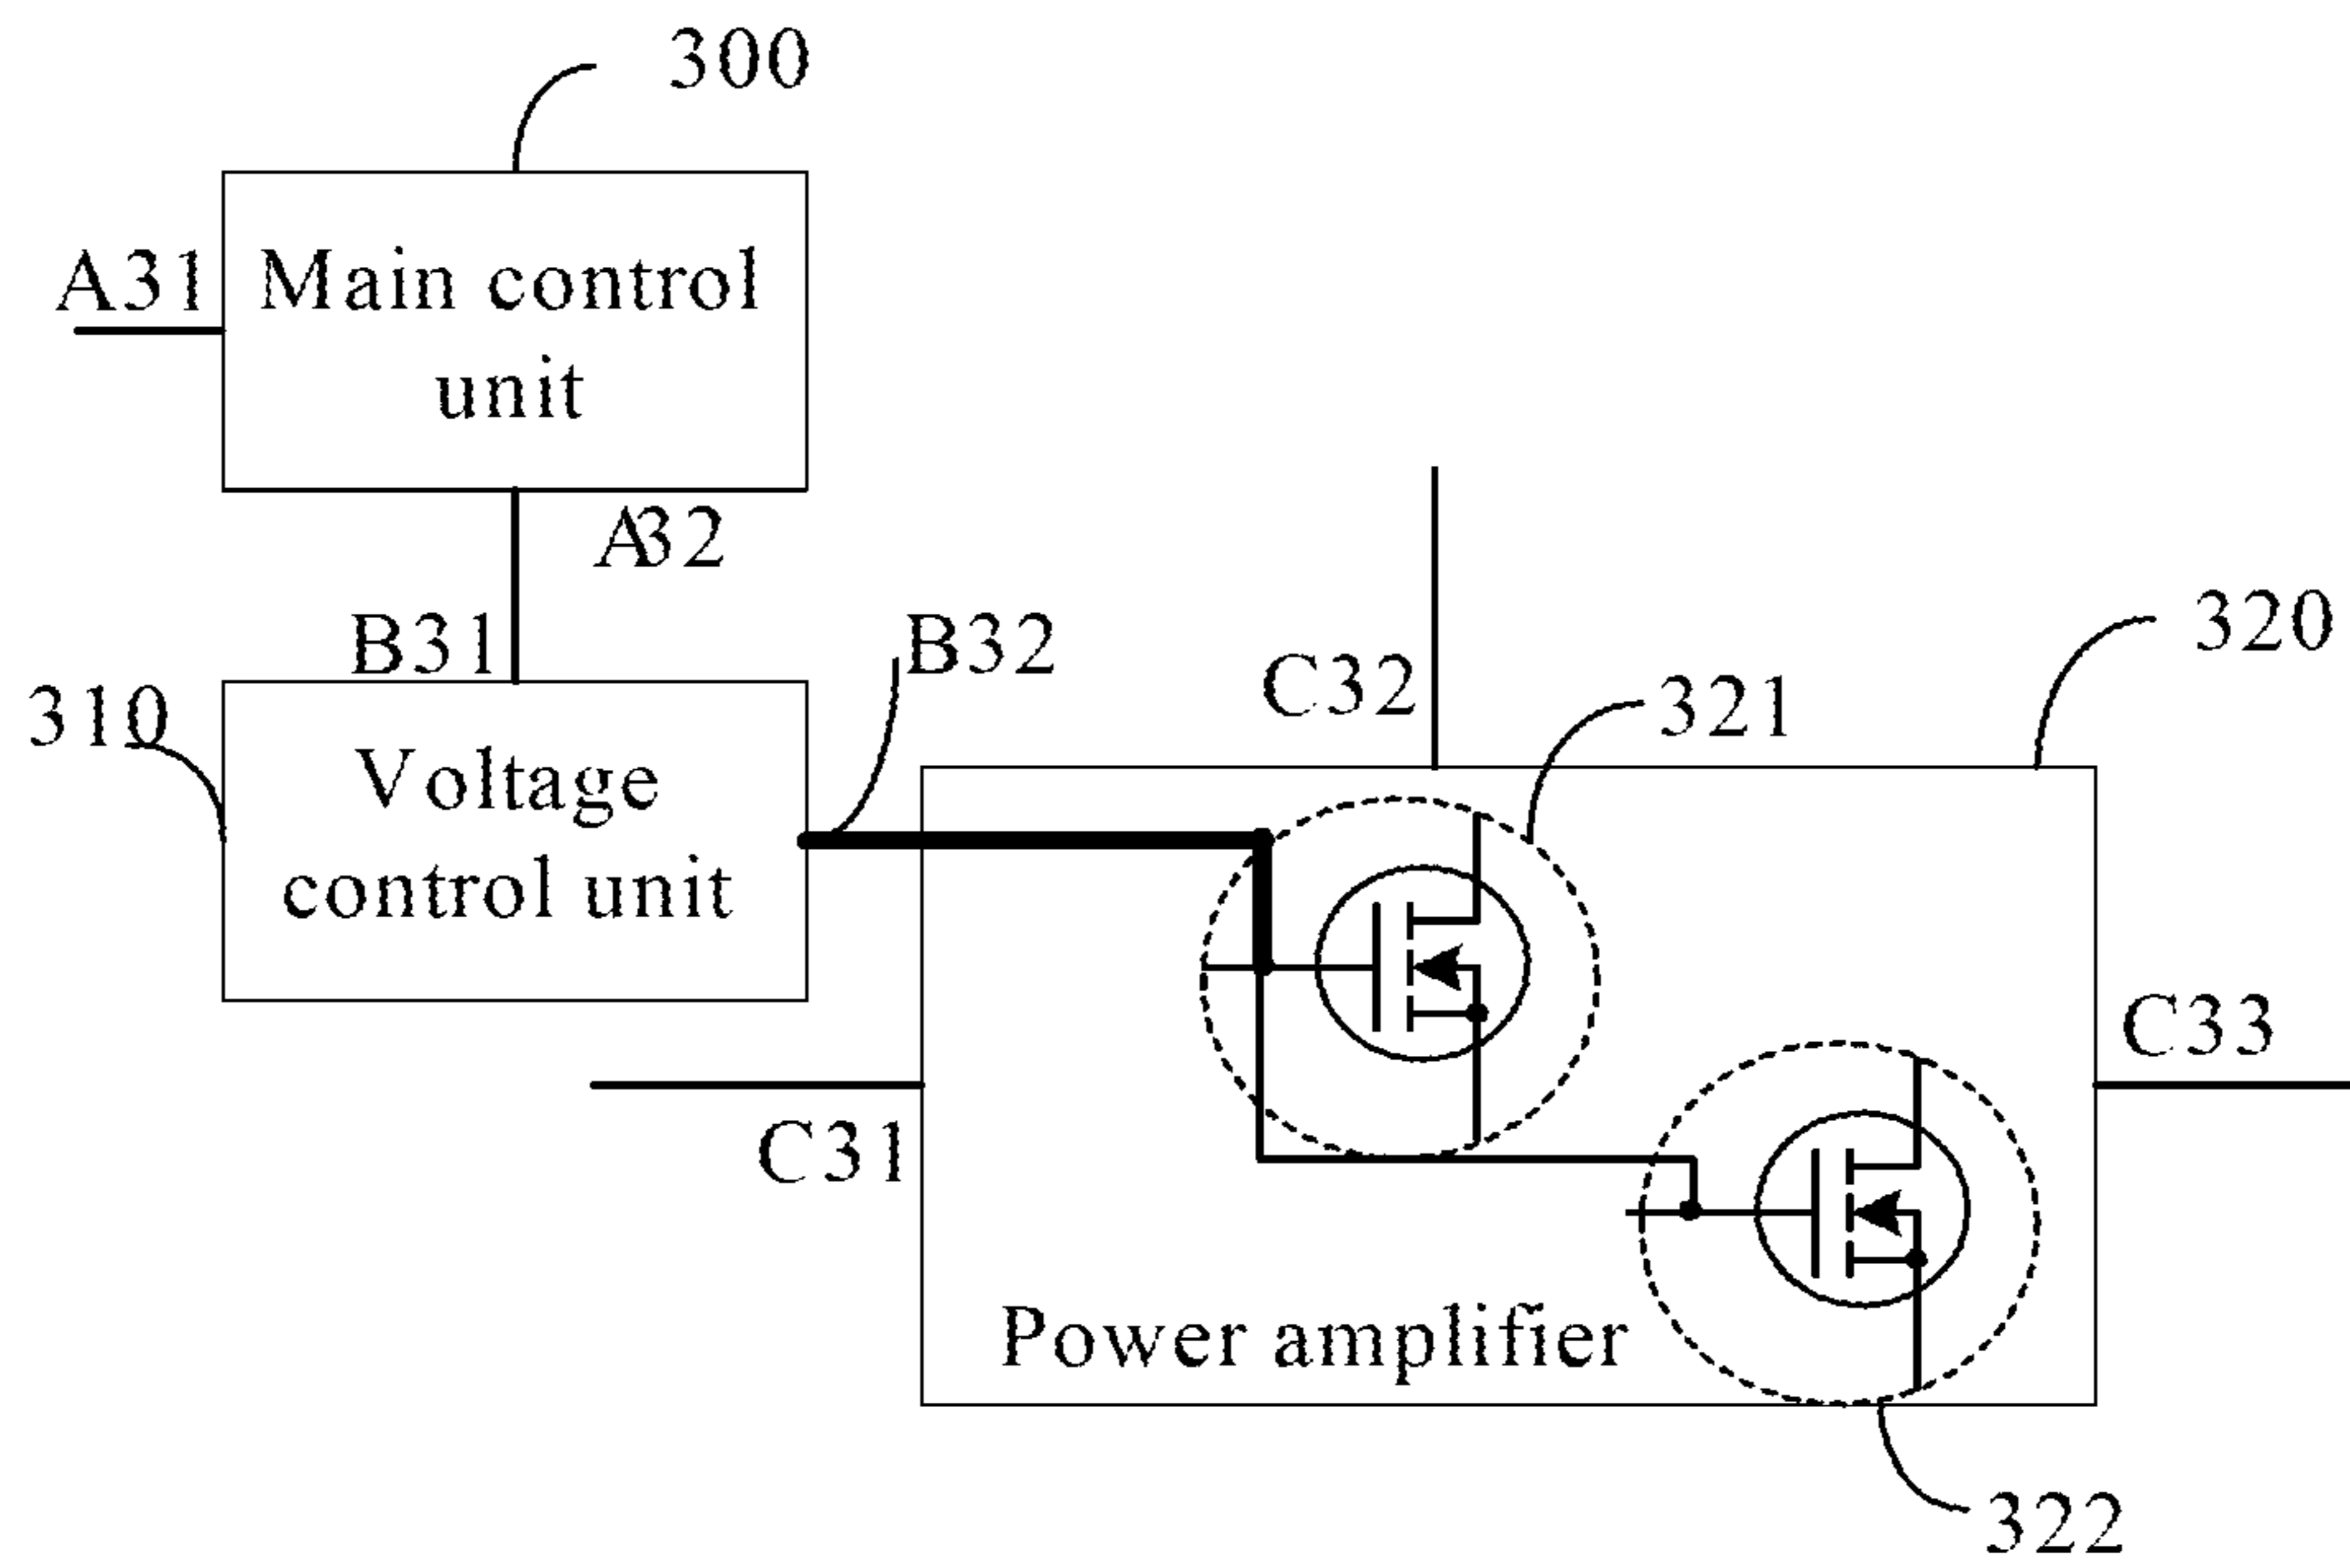 300
A31
Main control
unit
A32
B31
B32
C32
320
321
310
Voltage
control unit
C33
C31
Power amplifier
322